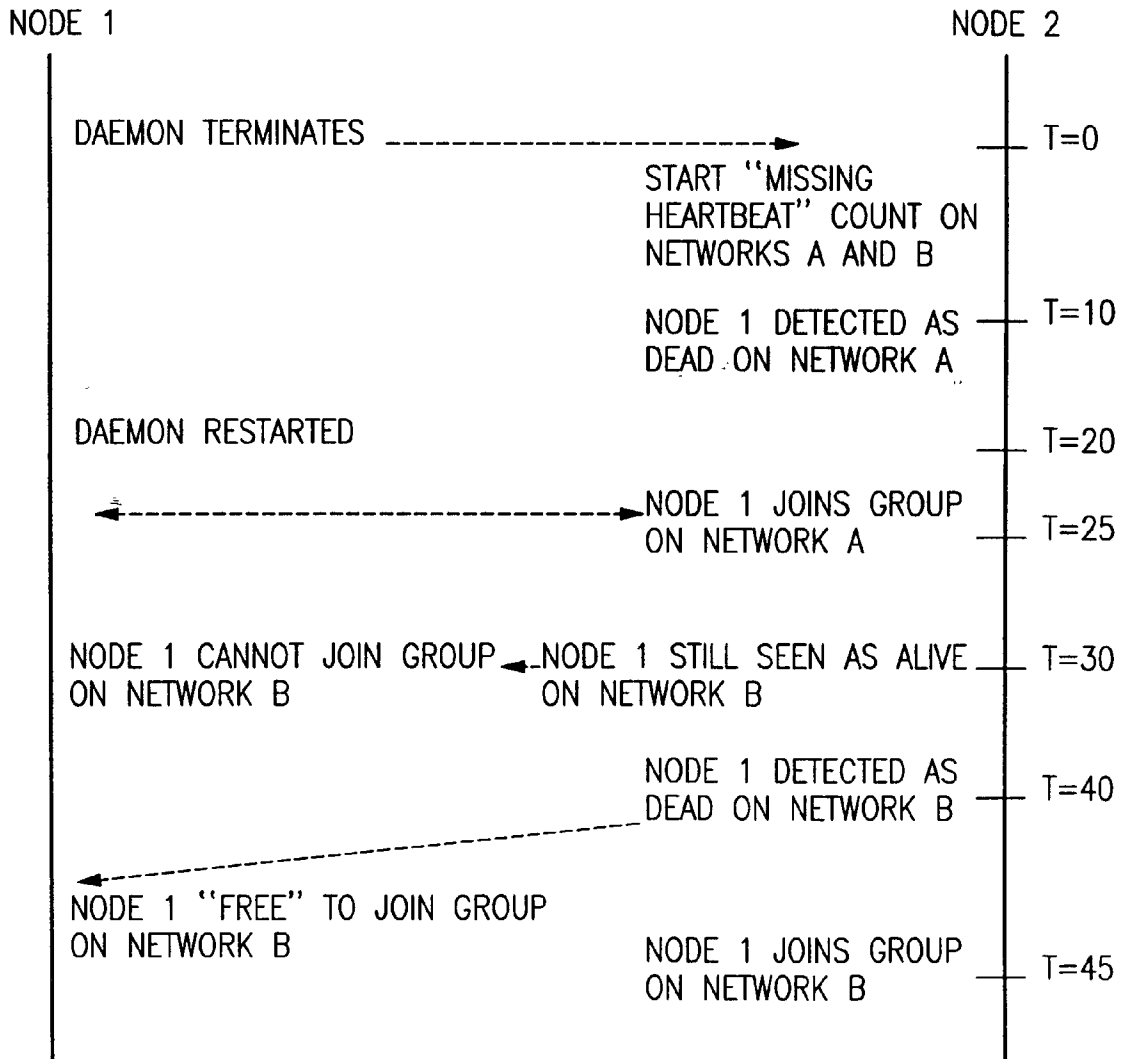 NODE 1
NODE 2
DAEMON TERMINATES
T=0
START ‘‘MISSING
HEARTBEAT’’ COUNT ON
NETWORKS A AND B
T=10
NODE 1 DETECTED AS
DEAD ON NETWORK A
DAEMON RESTARTED
T=20
NODE 1 JOINS GROUP
ON NETWORK A
T=25
NODE 1 CANNOT JOIN GROUP
ON NETWORK B
NODE 1 STILL SEEN AS ALIVE
ON NETWORK B
T=30
NODE 1 DETECTED AS
DEAD ON NETWORK B
T=40
NODE 1 ‘‘FREE’’ TO JOIN GROUP
ON NETWORK B
NODE 1 JOINS GROUP
ON NETWORK B
T=45